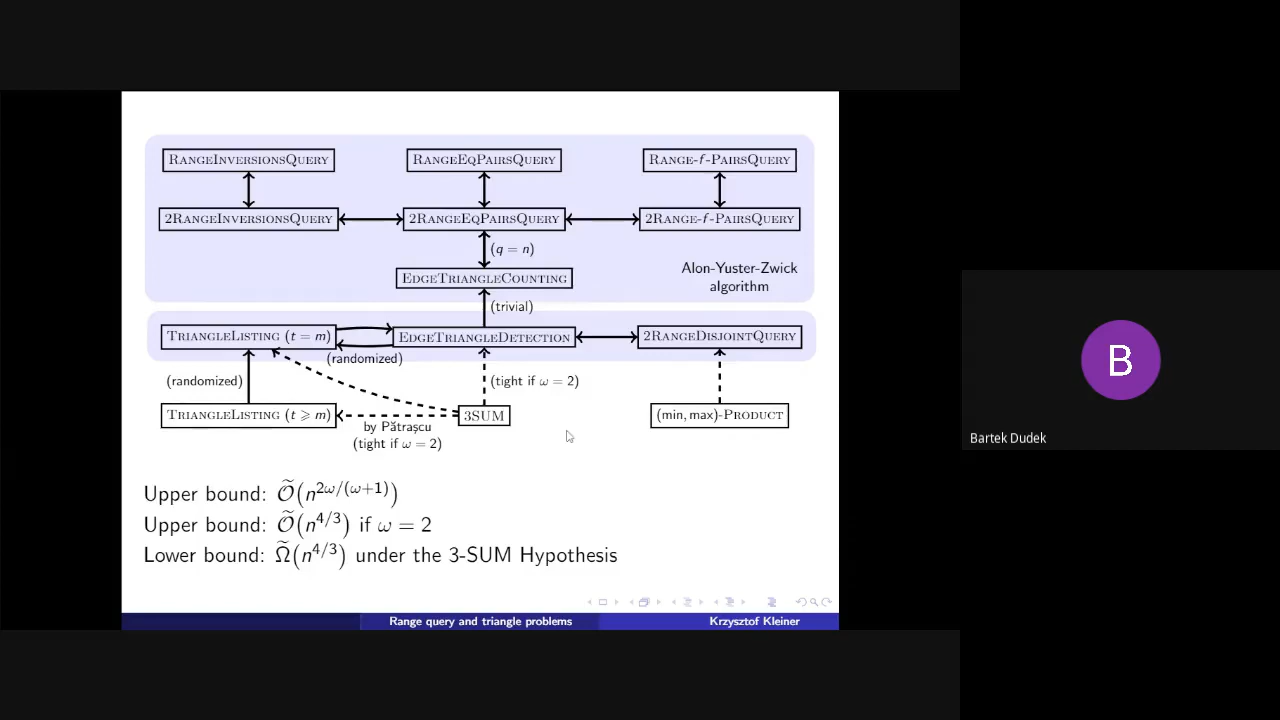 RangeInversionsQuery
RangeEqPairsQuery
Range-f-PairsQuery
2RangeInversionsQuery
2RangeEqPairsQuery
2Range-f-PairsQuery
(q = n)
EdgeTriangleCounting
Alon-Yuster-Zwick
algorithm
(trivial)
TriangleListing (t = m)
EdgeTriangleDetection
2RangeDisjointQuery
(randomized)
(randomized)
(tight if ω = 2)
TriangleListing (t ⩾ m)
3SUM
(min, max)-Product
by Pătraşcu
(tight if ω = 2)
Upper bound: Õ(n^{2ω/(ω+1)})
Upper bound: Õ(n^{4/3}) if ω = 2
Lower bound: Ω̃(n^{4/3}) under the 3-SUM Hypothesis
Range query and triangle problems
Krzysztof Kleiner
B
Bartek Dudek